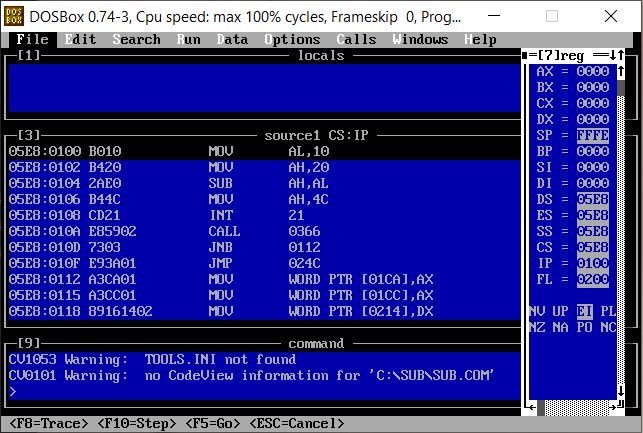 DOSBox 0.74-3, Cpu speed: max 100% cycles, Frameskip 0, Prog...
File Edit Search Run Data Options Calls Windows Help
[1] locals
[3] source1 CS:IP
05E8:0100 B010 MOV AL,10
05E8:0102 B420 MOV AH,20
05E8:0104 2AE0 SUB AH,AL
05E8:0106 B44C MOV AH,4C
05E8:0108 CD21 INT 21
05E8:010A E85902 CALL 0366
05E8:010D 7303 JNB 0112
05E8:010F E93A01 JMP 024C
05E8:0112 A3CA01 MOV WORD PTR [01CA],AX
05E8:0115 A3CC01 MOV WORD PTR [01CC],AX
05E8:0118 89161402 MOV WORD PTR [0214],DX
[9] command
CV1053 Warning: TOOLS.INI not found
CV0101 Warning: no CodeView information for 'C:\SUB\SUB.COM'
>
[7]reg
AX = 0000
BX = 0000
CX = 0000
DX = 0000
SP = FFFE
BP = 0000
SI = 0000
DI = 0000
DS = 05E8
ES = 05E8
SS = 05E8
CS = 05E8
IP = 0100
FL = 0200
NV UP EI PL
NZ NA PO NC
<F8=Trace> <F10=Step> <F5=Go> <ESC=Cancel>